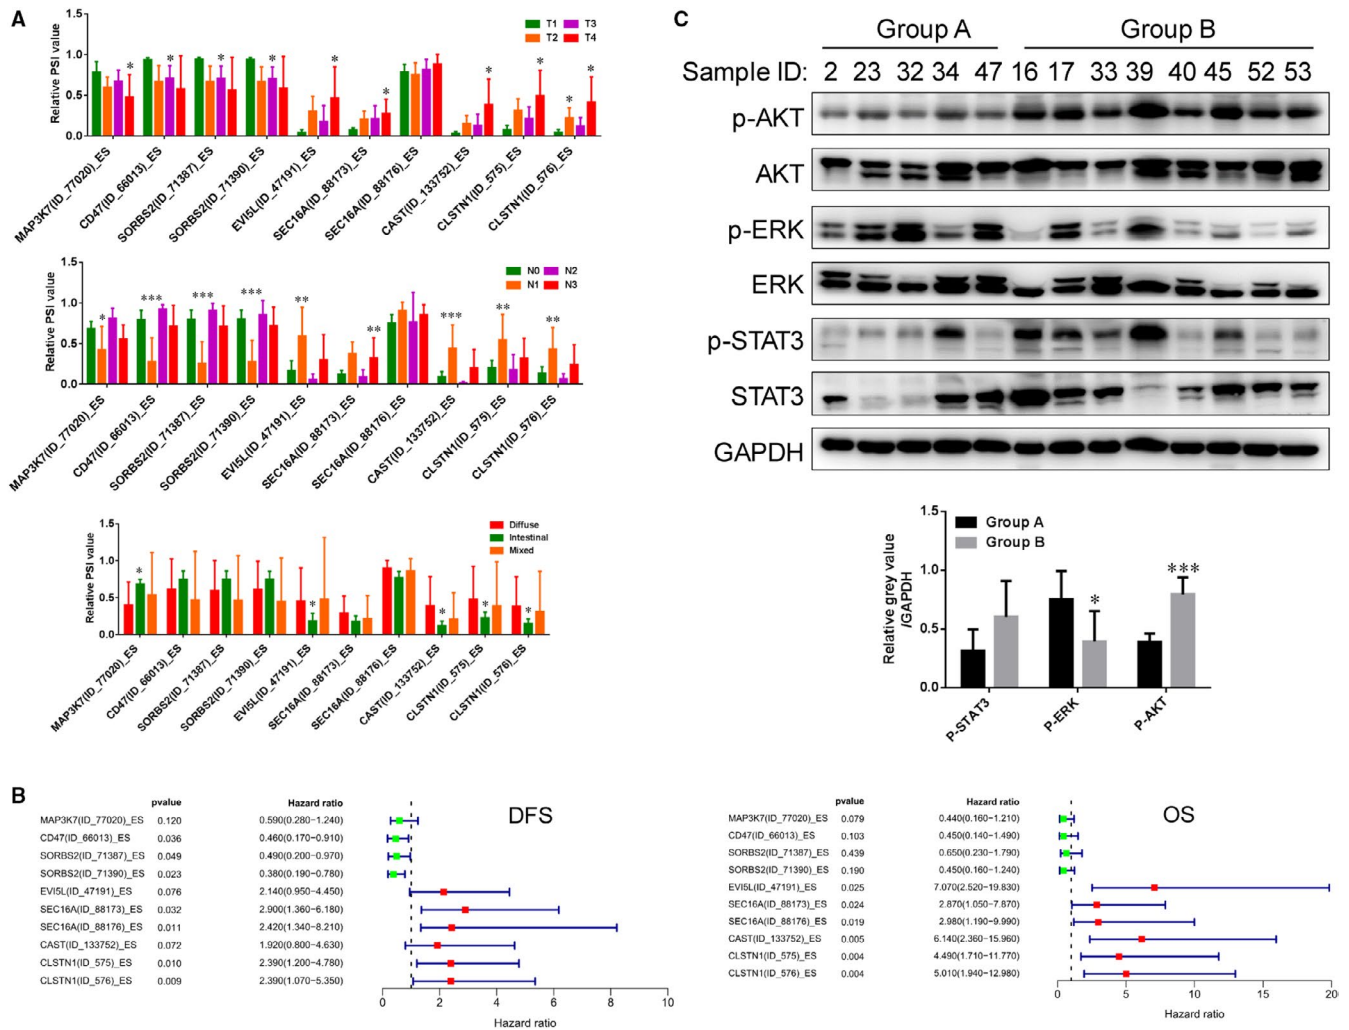 A
Relative PSI value
1.5
1.0
0.5
0.0
T1
T3
T2
T4
*
*
*
*
*
*
*
*
*
*
MAP3K7(ID_77020)_ES
CD47(ID_66013)_ES
SORBS2(ID_71387)_ES
SORBS2(ID_71390)_ES
EVI5L(ID_47191)_ES
SEC16A(ID_88173)_ES
SEC16A(ID_88176)_ES
CAST(ID_133752)_ES
CLSTN1(ID_575)_ES
CLSTN1(ID_576)_ES
Relative PSI value
1.5
1.0
0.5
0.0
N0
N2
N1
N3
*
***
***
***
**
**
***
**
**
MAP3K7(ID_77020)_ES
CD47(ID_66013)_ES
SORBS2(ID_71387)_ES
SORBS2(ID_71390)_ES
EVI5L(ID_47191)_ES
SEC16A(ID_88173)_ES
SEC16A(ID_88176)_ES
CAST(ID_133752)_ES
CLSTN1(ID_575)_ES
CLSTN1(ID_576)_ES
Relative PSI value
1.5
1.0
0.5
0.0
Diffuse
Intestinal
Mixed
*
*
*
*
*
MAP3K7(ID_77020)_ES
CD47(ID_66013)_ES
SORBS2(ID_71387)_ES
SORBS2(ID_71390)_ES
EVI5L(ID_47191)_ES
SEC16A(ID_88173)_ES
SEC16A(ID_88176)_ES
CAST(ID_133752)_ES
CLSTN1(ID_575)_ES
CLSTN1(ID_576)_ES
C
Group A Group B
Sample ID: 2 23 32 34 47 16 17 33 39 40 45 52 53
p-AKT
AKT
p-ERK
ERK
p-STAT3
STAT3
GAPDH
Relative grey value
/GAPDH
1.5
1.0
0.5
0.0
Group A
Group B
*
***
P-STAT3
P-ERK
P-AKT
B
pvalue Hazard ratio
DFS
MAP3K7(ID_77020)_ES 0.120 0.590(0.280−1.240)
CD47(ID_66013)_ES 0.036 0.460(0.170−0.910)
SORBS2(ID_71387)_ES 0.049 0.490(0.200−0.970)
SORBS2(ID_71390)_ES 0.023 0.380(0.190−0.780)
EVI5L(ID_47191)_ES 0.076 2.140(0.950−4.450)
SEC16A(ID_88173)_ES 0.032 2.900(1.360−6.180)
SEC16A(ID_88176)_ES 0.011 2.420(1.340−8.210)
CAST(ID_133752)_ES 0.072 1.920(0.800−4.630)
CLSTN1(ID_575)_ES 0.010 2.390(1.200−4.780)
CLSTN1(ID_576)_ES 0.009 2.390(1.070−5.350)
0 2 4 6 8 10
Hazard ratio
pvalue Hazard ratio
OS
MAP3K7(ID_77020)_ES 0.079 0.440(0.160−1.210)
CD47(ID_66013)_ES 0.103 0.450(0.140−1.490)
SORBS2(ID_71387)_ES 0.439 0.650(0.230−1.790)
SORBS2(ID_71390)_ES 0.190 0.450(0.160−1.240)
EVI5L(ID_47191)_ES 0.025 7.070(2.520−19.830)
SEC16A(ID_88173)_ES 0.024 2.870(1.050−7.870)
SEC16A(ID_88176)_ES 0.019 2.980(1.190−9.990)
CAST(ID_133752)_ES 0.005 6.140(2.360−15.960)
CLSTN1(ID_575)_ES 0.004 4.490(1.710−11.770)
CLSTN1(ID_576)_ES 0.004 5.010(1.940−12.980)
0 5 10 15 20
Hazard ratio